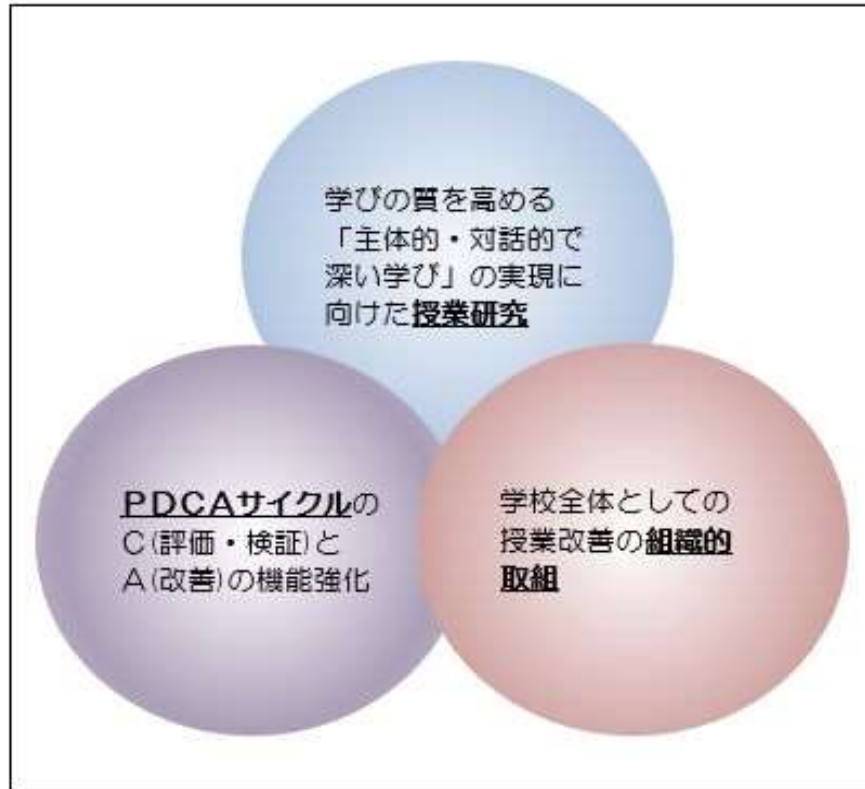 学びの質を高める
「主体的・対話的で
深い学び」の実現に
向けた授業研究
PDCAサイクルの
C(評価・検証)と
A(改善)の機能強化
学校全体としての
授業改善の組織的
取組